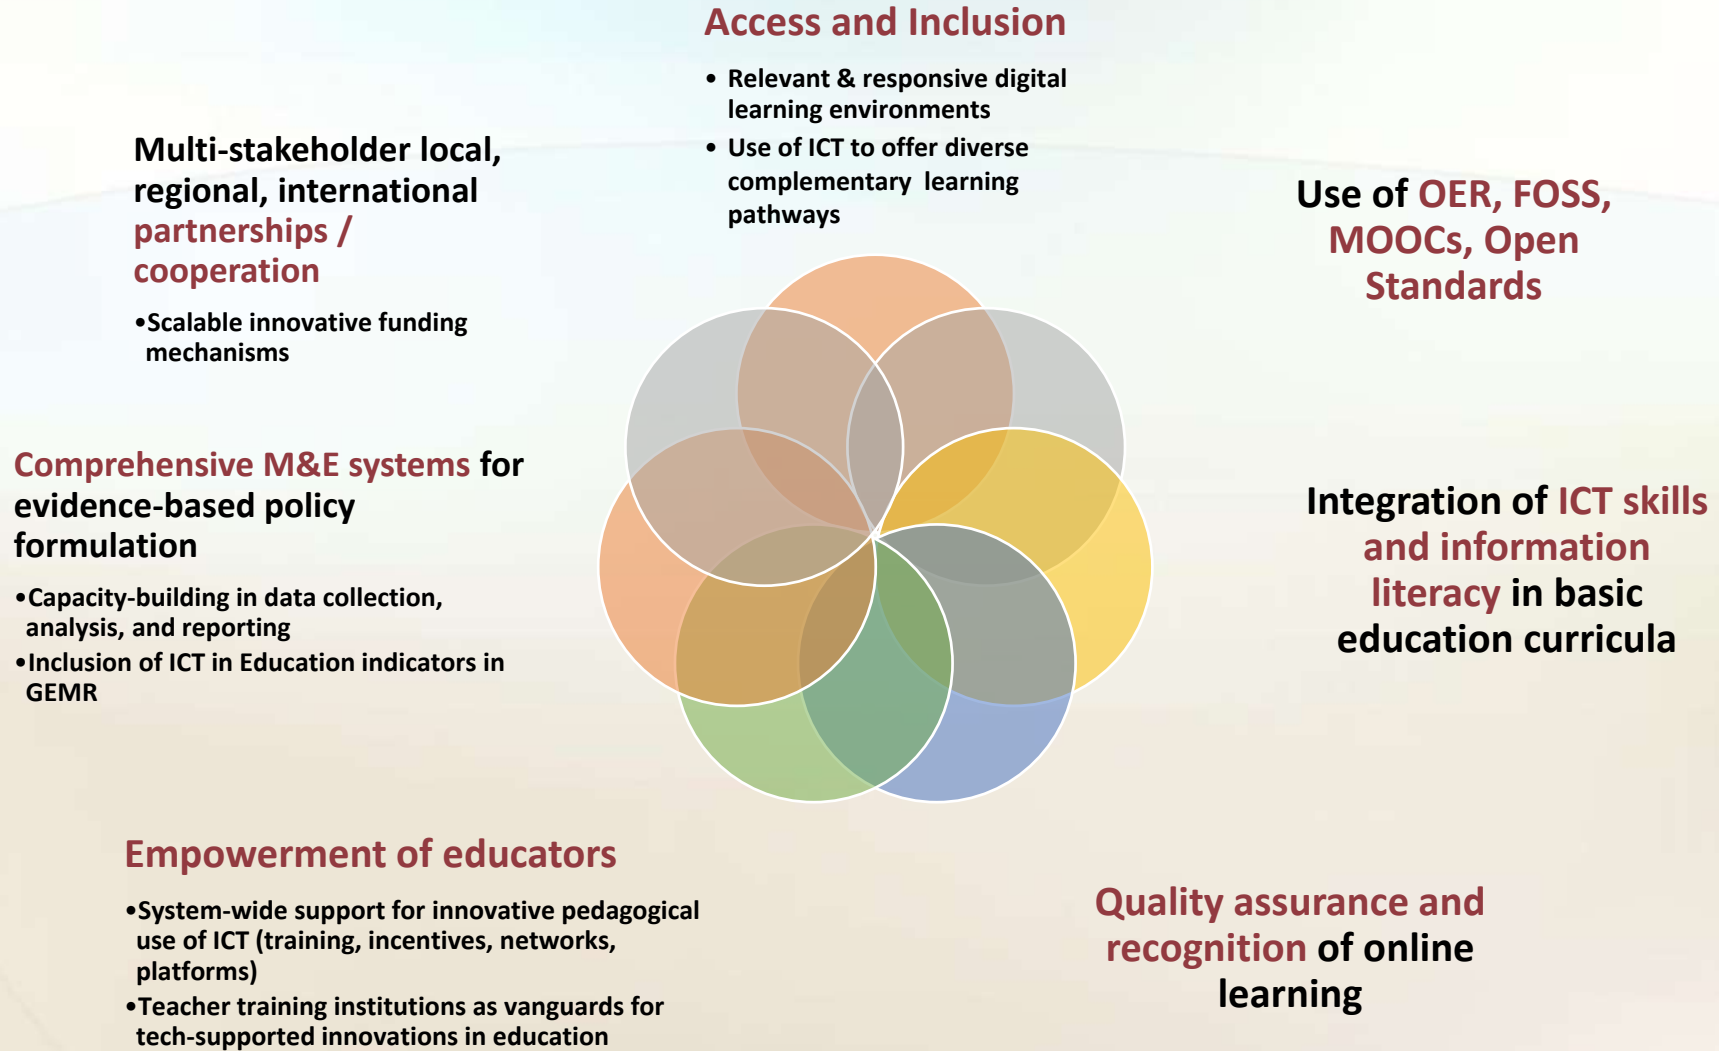 Access and Inclusion
• Relevant & responsive digital
learning environments
• Use of ICT to offer diverse
complementary learning
pathways
Use of OER, FOSS,
MOOCs, Open
Standards
Integration of ICT skills
and information
literacy in basic
education curricula
Quality assurance and
recognition of online
learning
Empowerment of educators
•System-wide support for innovative pedagogical
use of ICT (training, incentives, networks,
platforms)
•Teacher training institutions as vanguards for
tech-supported innovations in education
Comprehensive M&E systems for
evidence-based policy
formulation
•Capacity-building in data collection,
analysis, and reporting
•Inclusion of ICT in Education indicators in
GEMR
Multi-stakeholder local,
regional, international
partnerships /
cooperation
•Scalable innovative funding
mechanisms